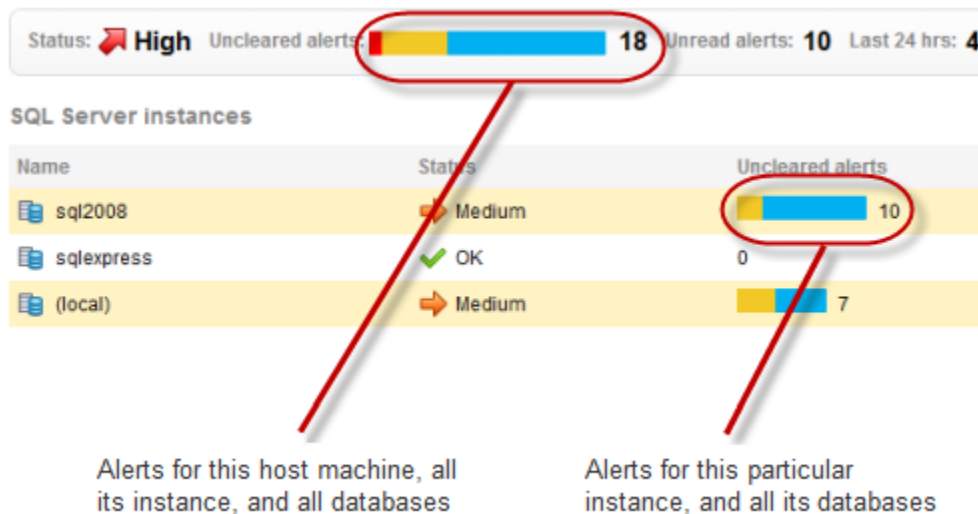 Status: High Uncleared alerts: 18 Unread alerts: 10 Last 24 hrs: 4
SQL Server instances
Name Status Uncleared alerts
sql2008 Medium 10
sqlexpress OK 0
(local) Medium 7
Alerts for this host machine, all
its instance, and all databases
Alerts for this particular
instance, and all its databases